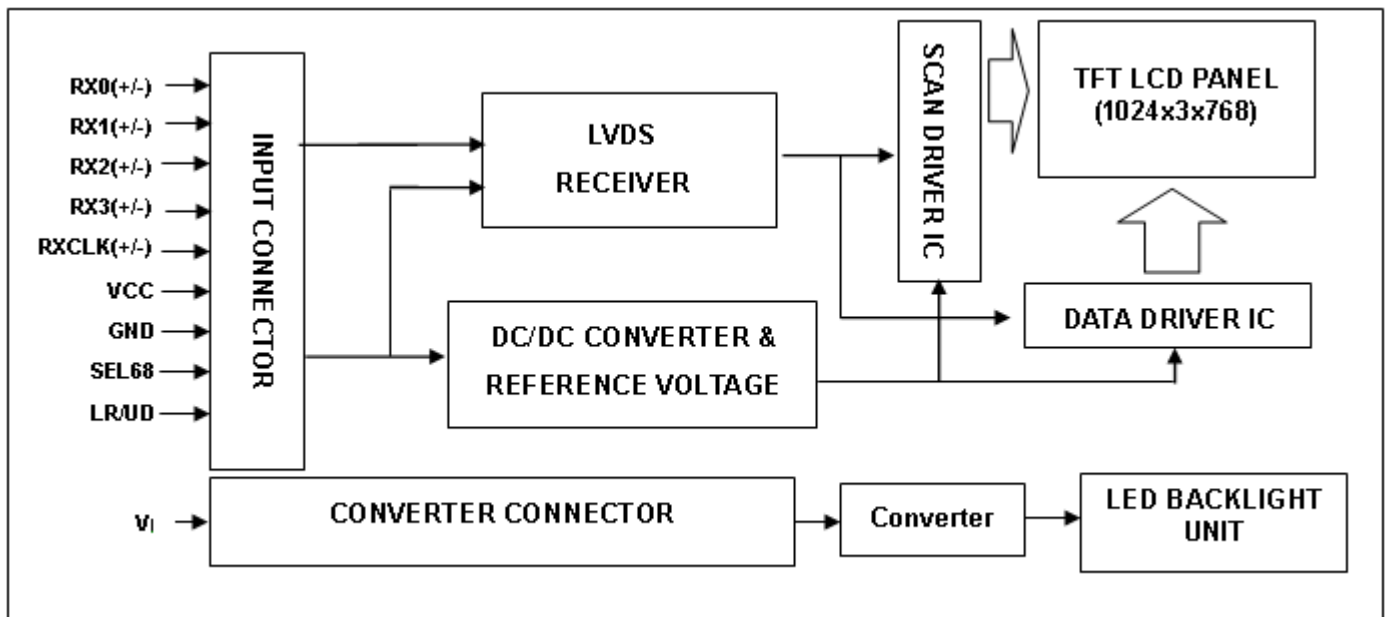 RX0(+/-)
RX1(+/-)
RX2(+/-)
RX3(+/-)
RXCLK(+/-)
VCC
GND
SEL68
LR/UD
INPUT CONNECTOR
LVDS
RECEIVER
DC/DC CONVERTER &
REFERENCE VOLTAGE
SCAN DRIVER IC
TFT LCD PANEL
(1024x3x768)
DATA DRIVER IC
VI
CONVERTER CONNECTOR
Converter
LED BACKLIGHT
UNIT